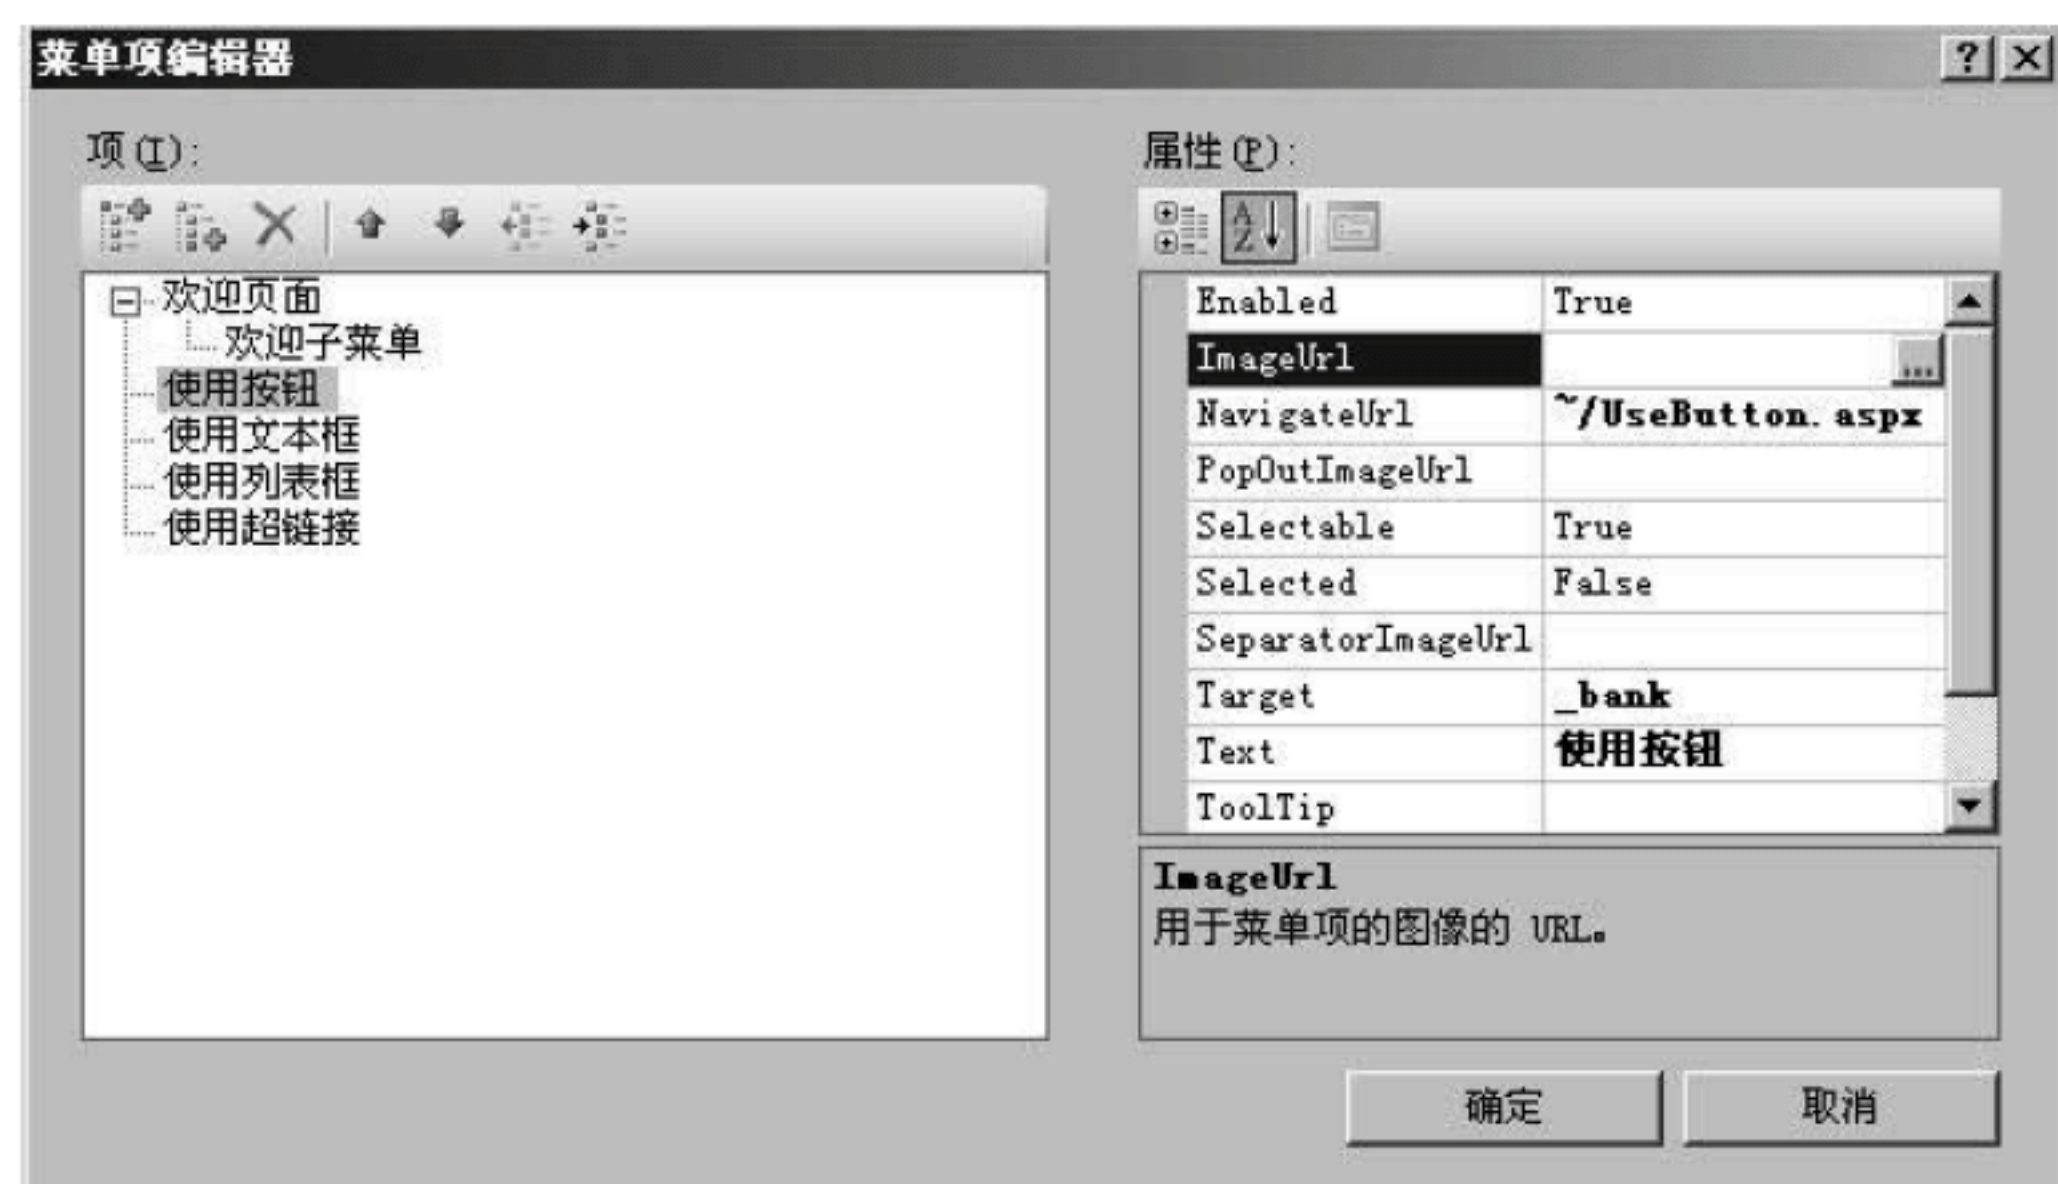 菜单项编辑器
项(I):
欢迎页面
欢迎子菜单
使用按钮
使用文本框
使用列表框
使用超链接
属性(P):
Enabled True
ImageUrl ...
NavigateUrl ~/UseButton.aspx
PopOutImageUrl
Selectable True
Selected False
SeparatorImageUrl
Target _bank
Text 使用按钮
ToolTip
ImageUrl
用于菜单项的图像的 URL。
确定 取消